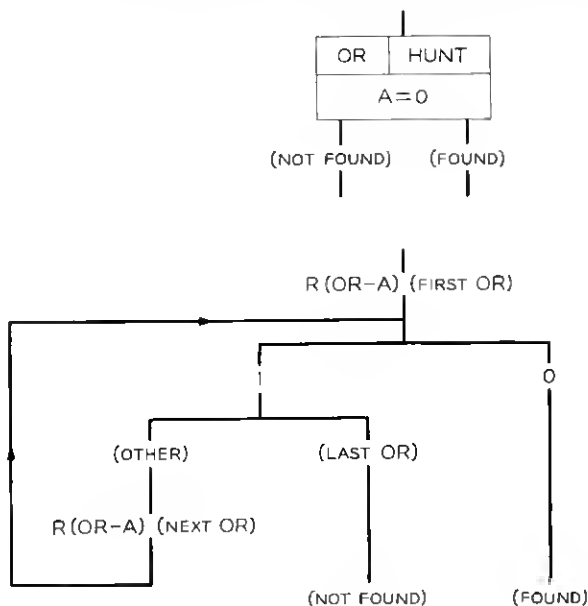 OR HUNT
A=0
(NOT FOUND) (FOUND)
R(OR-A) (FIRST OR)
1 0
(OTHER) (LAST OR)
R(OR-A) (NEXT OR)
(NOT FOUND) (FOUND)